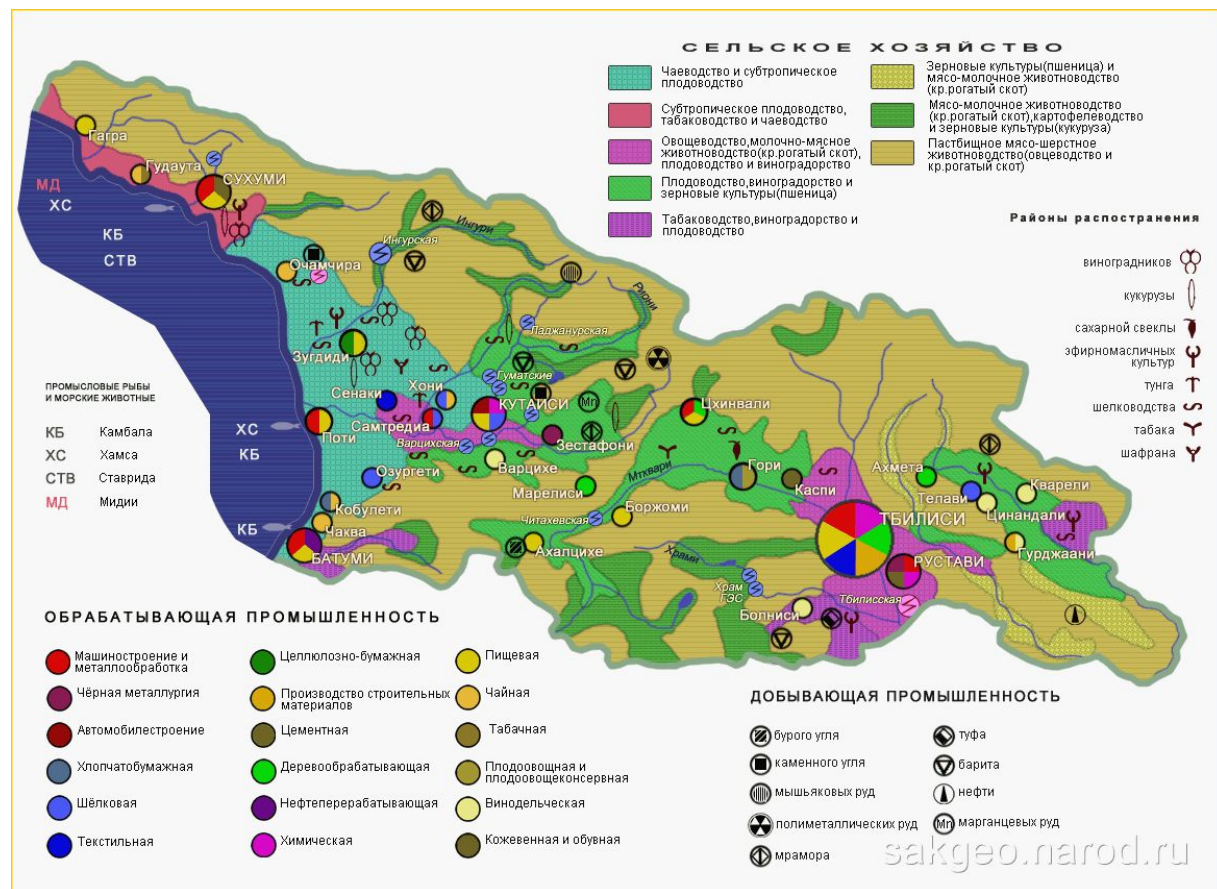 СЕЛЬСКОЕ ХОЗЯЙСТВО
Чаеводство и субтропическое
плодоводство
Субтропическое плодоводство,
табаководство и чаеводство
Овощеводство,молочно-мясное
животноводство(кр.рогатый скот),
плодоводство и виноградорство
Плодоводство,виноградорство и
зерновые культуры(пшеница)
Табаководство,виноградорство и
плодоводство
Зерновые культуры(пшеница) и
мясо-молочное животноводство
(кр.рогатый скот)
Мясо-молочное животноводство
(кр.рогатый скот),картофелеводство
и зерновые культуры(кукуруза)
Пастбищное мясо-шерстное
животноводство(овцеводство и
кр.рогатый скот)
Районы распостранения
виноградников
кукурузы
сахарной свеклы
эфирномасличных
культур
тунга
шелководства
табака
шафрана
Гагра
Гудаута
СУХУМИ
МД
ХС
КБ
СТВ
Ингури
Ингурская
Очамчира
Риони
Ладжанурская
Зугдиди
Гуматские
Сенаки
Хони
КУТАИСИ
Mn
Цхинвали
ХС
КБ
Поти
Самтредиа
Варцихская
Зестафони
Варцихе
Озургети
Марелиси
Мтквари
Гори
Каспи
Ахмета
Телави
Кварели
Цинандали
Кобулети
Чаква
КБ
БАТУМИ
Читахевская
Боржоми
Ахалцихе
ТБИЛИСИ
Гурджаани
РУСТАВИ
Храми
Храм
ГЭС
Тбилисская
Болниси
ПРОМЫСЛОВЫЕ РЫБЫ
И МОРСКИЕ ЖИВОТНЫЕ
КБ Камбала
ХС Хамса
СТВ Ставрида
МД Мидии
ОБРАБАТЫВАЮЩАЯ ПРОМЫШЛЕННОСТЬ
Машиностроение и
металлообработка
Чёрная металлургия
Автомобилестроение
Хлопчатобумажная
Шёлковая
Текстильная
Целлюлозно-бумажная
Производство строительных
материалов
Цементная
Деревообрабатывающая
Нефтеперерабатывающая
Химическая
Пищевая
Чайная
Табачная
Плодоовощная и
плодоовощеконсервная
Винодельческая
Кожевенная и обувная
ДОБЫВАЮЩАЯ ПРОМЫШЛЕННОСТЬ
бурого угля
каменного угля
мышьяковых руд
полиметаллических руд
мрамора
туфа
барита
нефти
Mn марганцевых руд
sakgeo.narod.ru